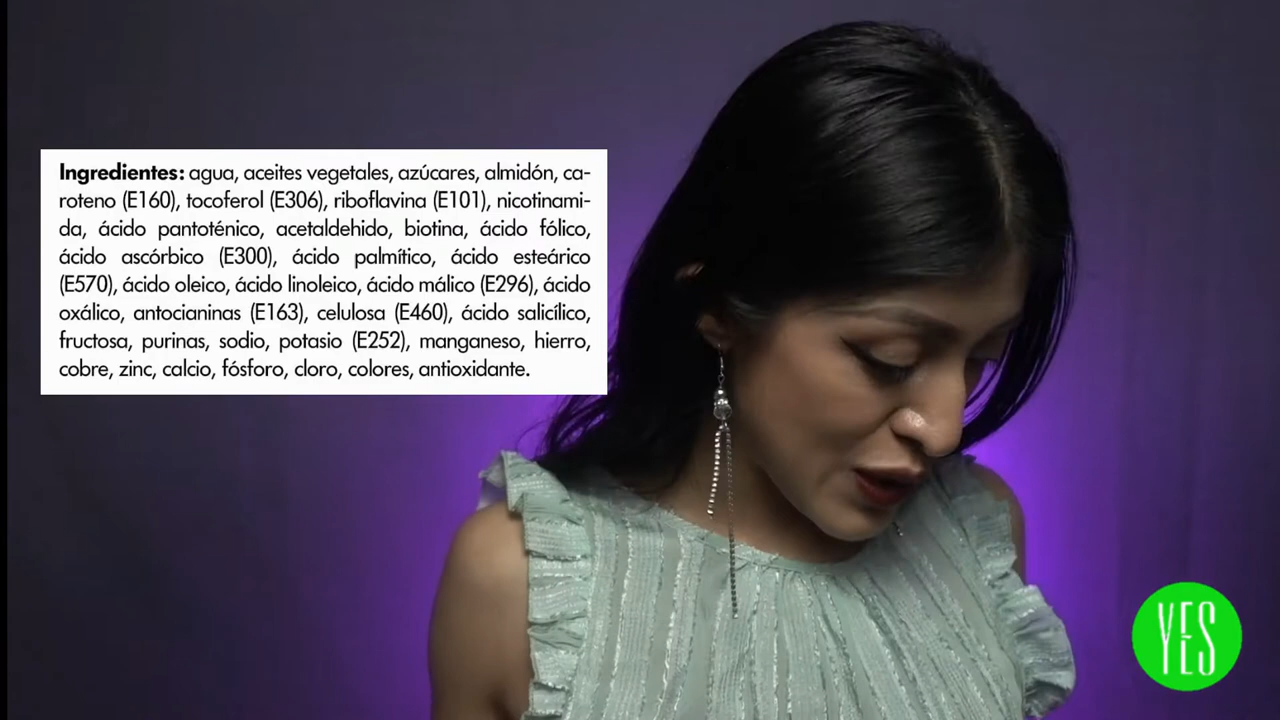 Ingredientes: agua, aceites vegetales, azúcares, almidón, ca-
roteno (E160), tocoferol (E306), riboflavina (E101), nicotinami-
da, ácido pantoténico, acetaldehido, biotina, ácido fólico,
ácido ascórbico (E300), ácido palmítico, ácido esteárico
(E570), ácido oleico, ácido linoleico, ácido málico (E296), ácido
oxálico, antocianinas (E163), celulosa (E460), ácido salicílico,
fructosa, purinas, sodio, potasio (E252), manganeso, hierro,
cobre, zinc, calcio, fósforo, cloro, colores, antioxidante.
YES